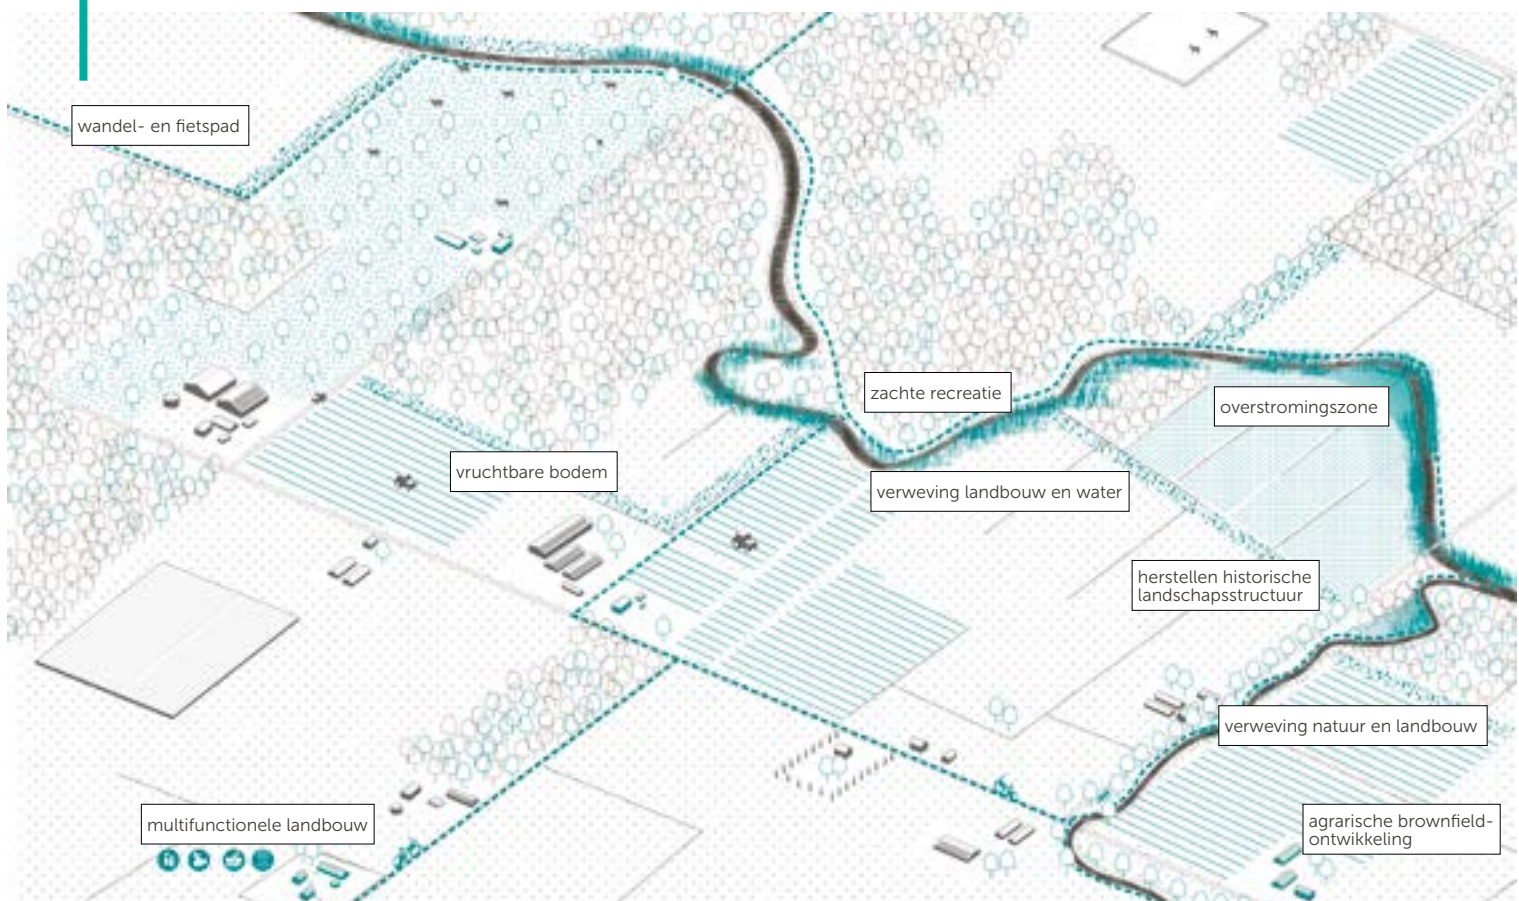 wandel- en fietspad
zachte recreatie
overstromingszone
vruchtbare bodem
verweving landbouw en water
herstellen historische
landschapsstructuur
verweving natuur en landbouw
multifunctionele landbouw
agrarische brownfield-
ontwikkeling